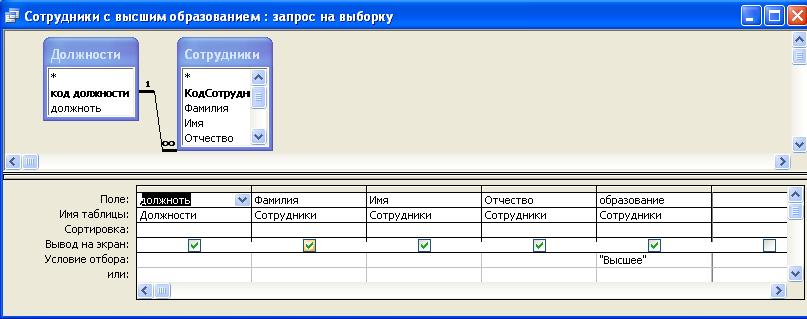 Сотрудники с высшим образованием : запрос на выборку
Должности
*
код должности
должноть
1
∞
Сотрудники
*
КодСотрудн
Фамилия
Имя
Отчество
Поле: должноть Фамилия Имя Отчество образование
Имя таблицы: Должности Сотрудники Сотрудники Сотрудники Сотрудники
Сортировка:
Вывод на экран:
Условие отбора: "Высшее"
или: